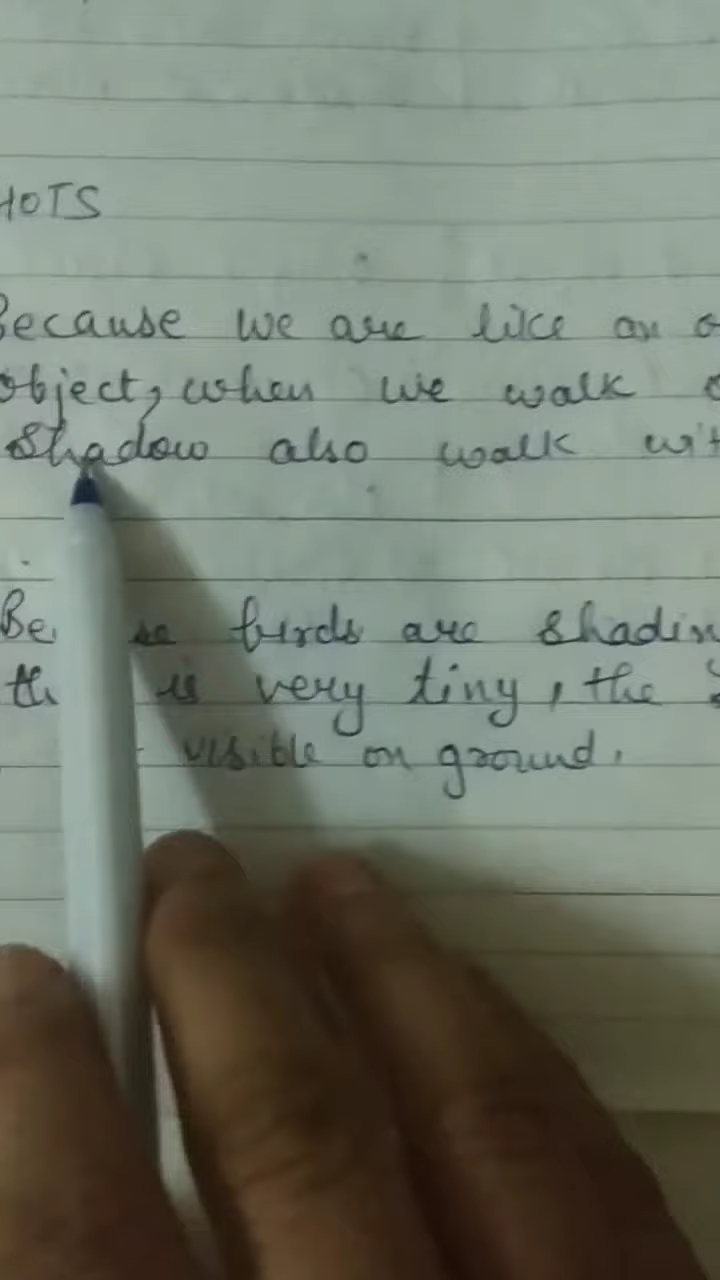 HOTS
Because we are like an
object, when we walk
shadow also walk
birds are
is very tiny, the
visible on ground.